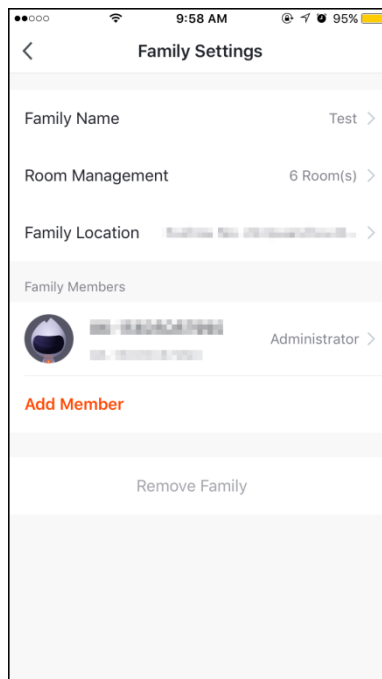 9:58 AM
95%
Family Settings
Family Name Test
Room Management 6 Room(s)
Family Location
Family Members
Administrator
Add Member
Remove Family